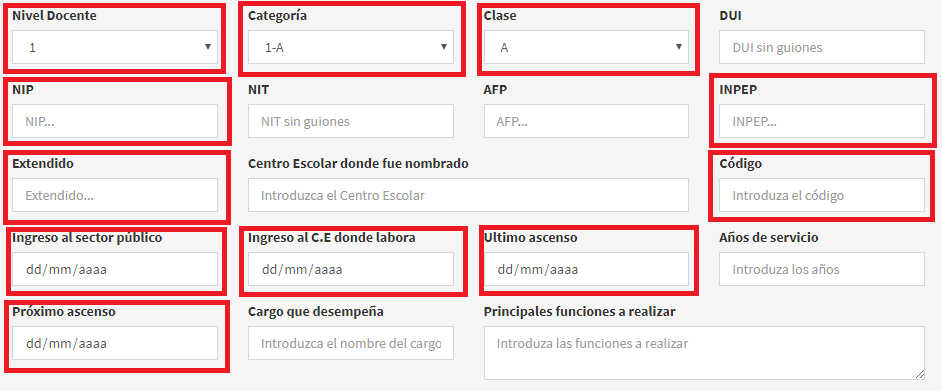 Nivel Docente Categoría Clase DUI
1 1-A A DUI sin guiones
NIP NIT AFP INPEP
NIP... NIT sin guiones AFP... INPEP...
Extendido Centro Escolar donde fue nombrado Código
Extendido... Introduzca el Centro Escolar Introduza el código
Ingreso al sector público Ingreso al C.E donde labora Ultimo ascenso Años de servicio
dd/mm/aaaa dd/mm/aaaa dd/mm/aaaa Introduza los años
Próximo ascenso Cargo que desempeña Principales funciones a realizar
dd/mm/aaaa Introduzca el nombre del cargo Introduza las funciones a realizar